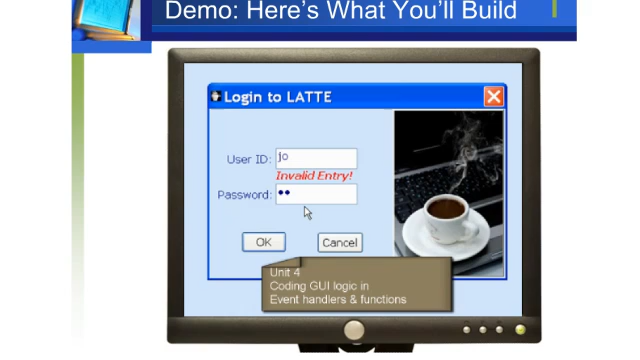 Demo: Here's What You'll Build
Login to LATTE
User ID: jo
Invalid Entry!
Password: ••
OK Cancel
Unit 4
Coding GUI logic in
Event handlers & functions